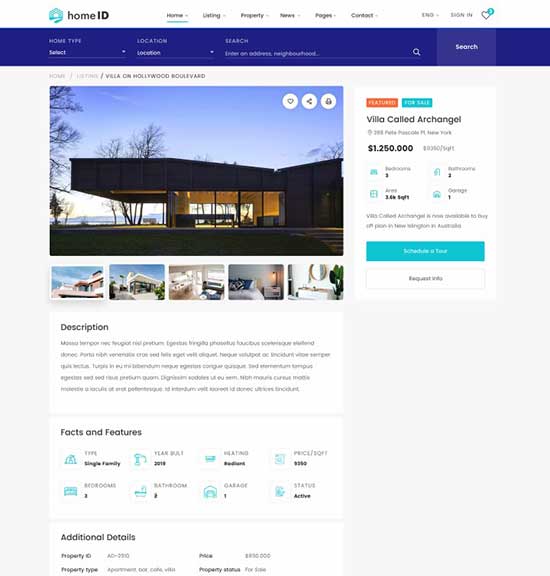 homeID
Home Listing Property News Pages Contact
ENG SIGN IN
HOME TYPE
Select
LOCATION
Location
SEARCH
Enter an address, neighbourhood...
Search
HOME / LISTING / VILLA ON HOLLYWOOD BOULEVARD
FEATURED FOR SALE
Villa Called Archangel
398 Pete Pascale Pl, New York
$1.250.000 $9350/SqFt
Bedrooms
3
Bathrooms
2
Area
3.6k SqFt
Garage
1
Villa Called Archangel is now available to buy
off plan in New Islington in Australia.
Schedule a Tour
Request Info
Description
Massa tempor nec feugiat nisl pretium. Egestas fringilla phasellus faucibus scelerisque eleifend
donec. Porta nibh venenatis cras sed felis eget velit aliquet. Neque volutpat ac tincidunt vitae semper
quis lectus. Turpis in eu mi bibendum neque egestas congue quisque. Sed elementum tempus
egestas sed sed risus pretium quam. Dignissim sodales ut eu sem. Nibh mauris cursus mattis
molestie a iaculis at erat pellentesque. Id interdum velit laoreet id donec ultrices tincidunt.
Facts and Features
TYPE
Single Family
YEAR BULT
2019
HEATING
Radiant
PRICE/SQFT
9350
BEDROOMS
3
BATHROOM
2
GARAGE
1
STATUS
Active
Additional Details
Property ID AD-2910
Price $930.000
Property type Apartment, bar, cafe, villa
Property status For Sale